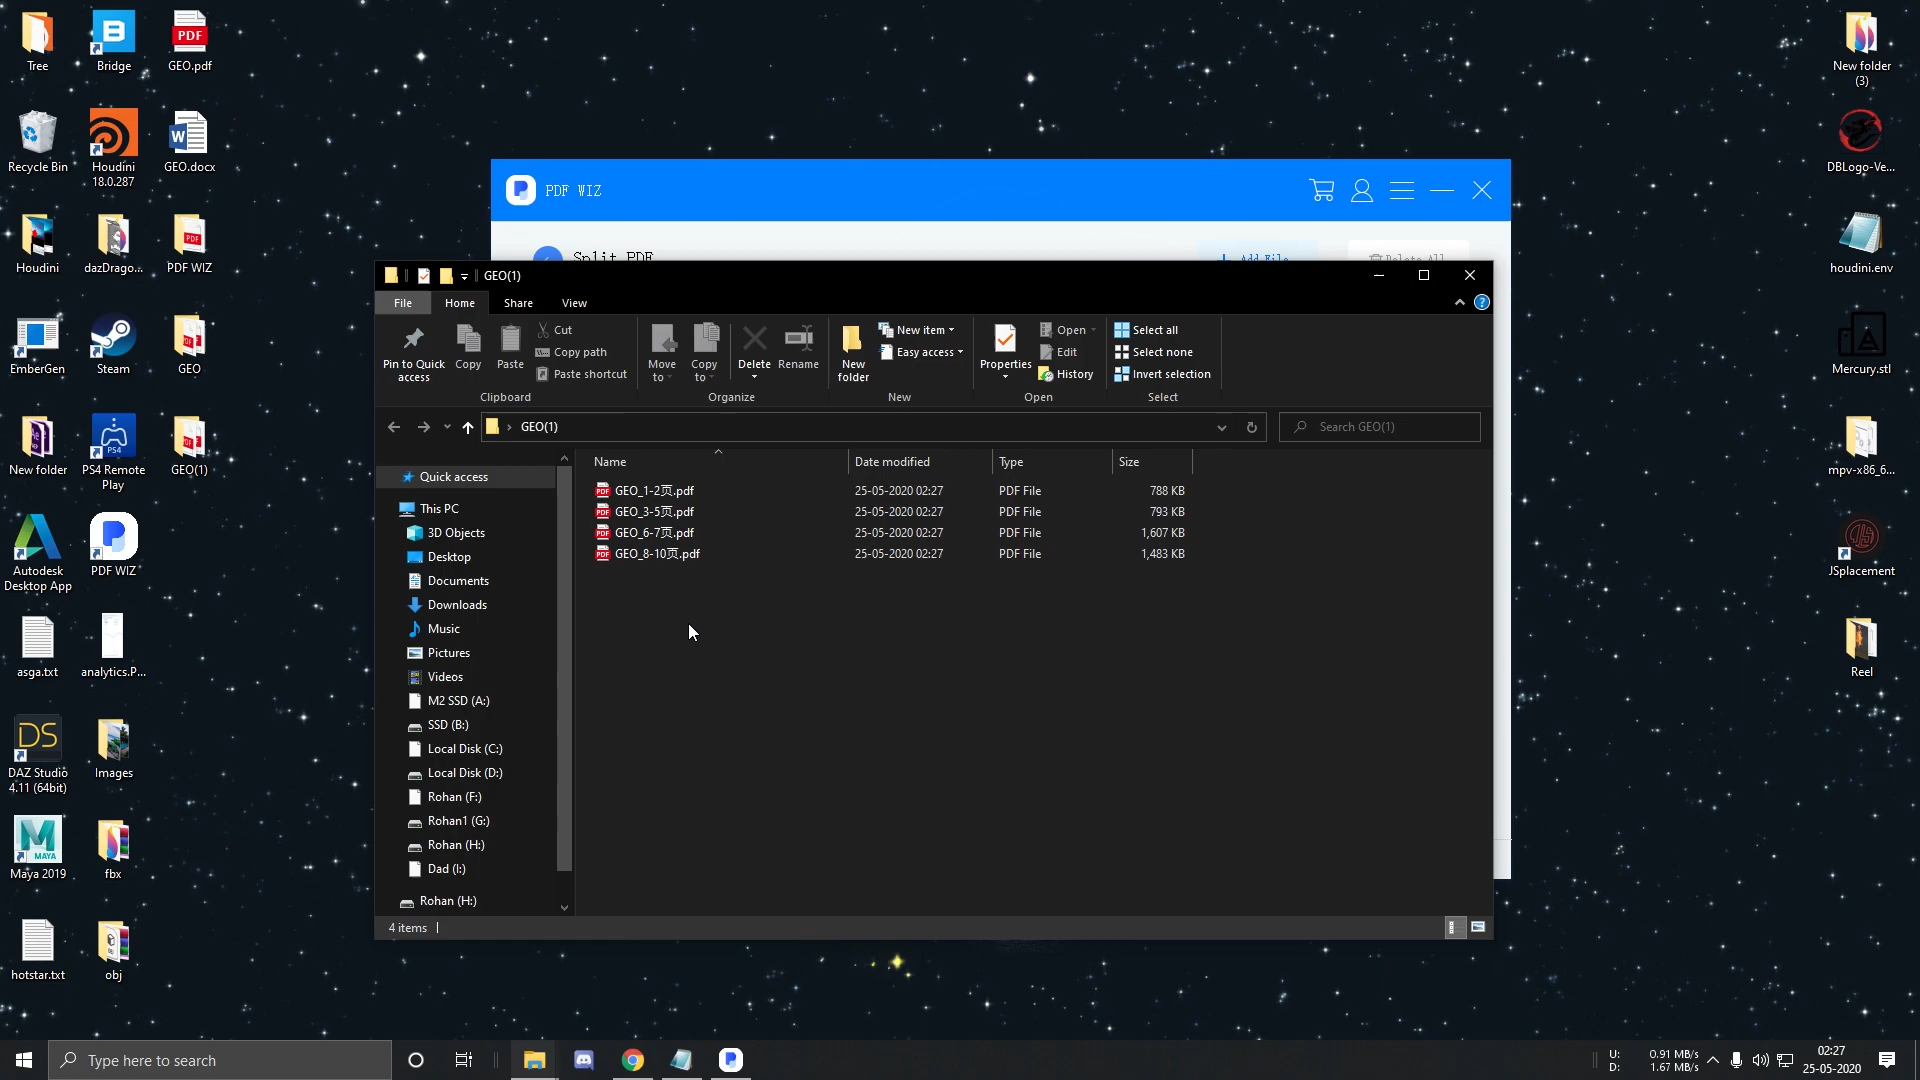 Tree
Bridge
GEO.pdf
Recycle Bin
Houdini
18.0.287
GEO.docx
Houdini
dazDrago...
PDF WIZ
EmberGen
Steam
GEO
New folder
PS4 Remote
Play
GEO(1)
Autodesk
Desktop App
PDF WIZ
asga.txt
analytics.P...
DAZ Studio
4.11 (64bit)
Images
Maya 2019
fbx
hotstar.txt
obj
New folder
(3)
DBLogo-Ve...
houdini.env
Mercury.stl
mpv-x86_6...
JSplacement
Reel
PDF WIZ
Split PDF
Add File
Delete All
GEO(1)
File
Home
Share
View
Pin to Quick
access
Copy
Paste
Cut
Copy path
Paste shortcut
Clipboard
Move
to
Copy
to
Delete
Rename
Organize
New
folder
New item
Easy access
New
Properties
Open
Edit
History
Open
Select all
Select none
Invert selection
Select
GEO(1)
Search GEO(1)
Quick access
This PC
3D Objects
Desktop
Documents
Downloads
Music
Pictures
Videos
M2 SSD (A:)
SSD (B:)
Local Disk (C:)
Local Disk (D:)
Rohan (F:)
Rohan1 (G:)
Rohan (H:)
Dad (I:)
Rohan (H:)
Name Date modified Type Size
GEO_1-2页.pdf 25-05-2020 02:27 PDF File 788 KB
GEO_3-5页.pdf 25-05-2020 02:27 PDF File 793 KB
GEO_6-7页.pdf 25-05-2020 02:27 PDF File 1,607 KB
GEO_8-10页.pdf 25-05-2020 02:27 PDF File 1,483 KB
4 items
Type here to search
U: 0.91 MB/s
D: 1.67 MB/s
02:27
25-05-2020